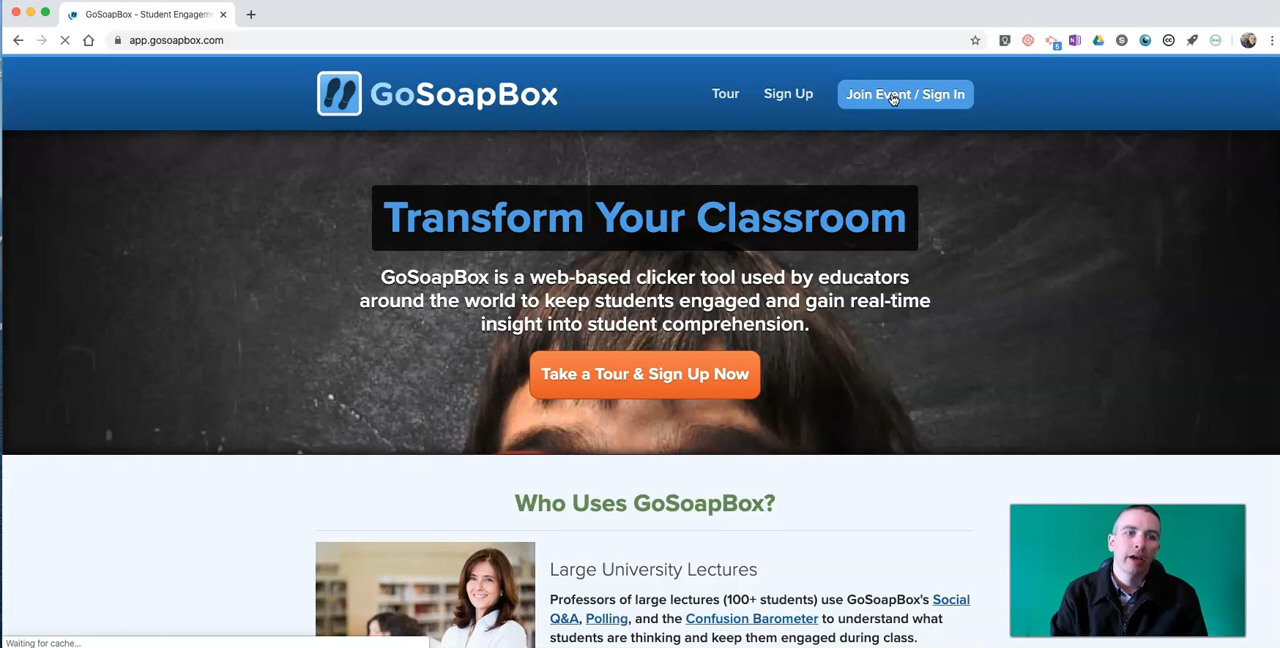 GoSoapBox - Student Engagem
app.gosoapbox.com
6
GoSoapBox
Tour
Sign Up
Join Event / Sign In
Transform Your Classroom
GoSoapBox is a web-based clicker tool used by educators
around the world to keep students engaged and gain real-time
insight into student comprehension.
Take a Tour & Sign Up Now
Who Uses GoSoapBox?
Large University Lectures
Professors of large lectures (100+ students) use GoSoapBox's Social
Q&A, Polling, and the Confusion Barometer to understand what
students are thinking and keep them engaged during class.
Waiting for cache...